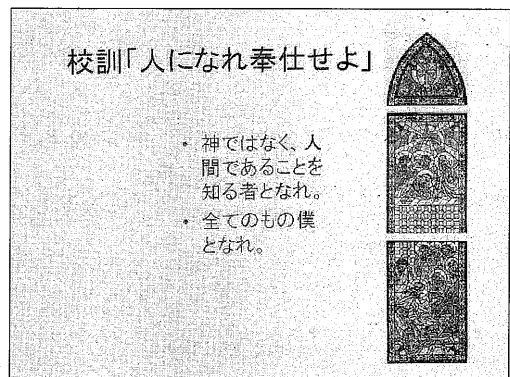 校訓「人になれ奉仕せよ」
・ 神ではなく、人
間であることを
知る者となれ。
・ 全てのもの僕
となれ。